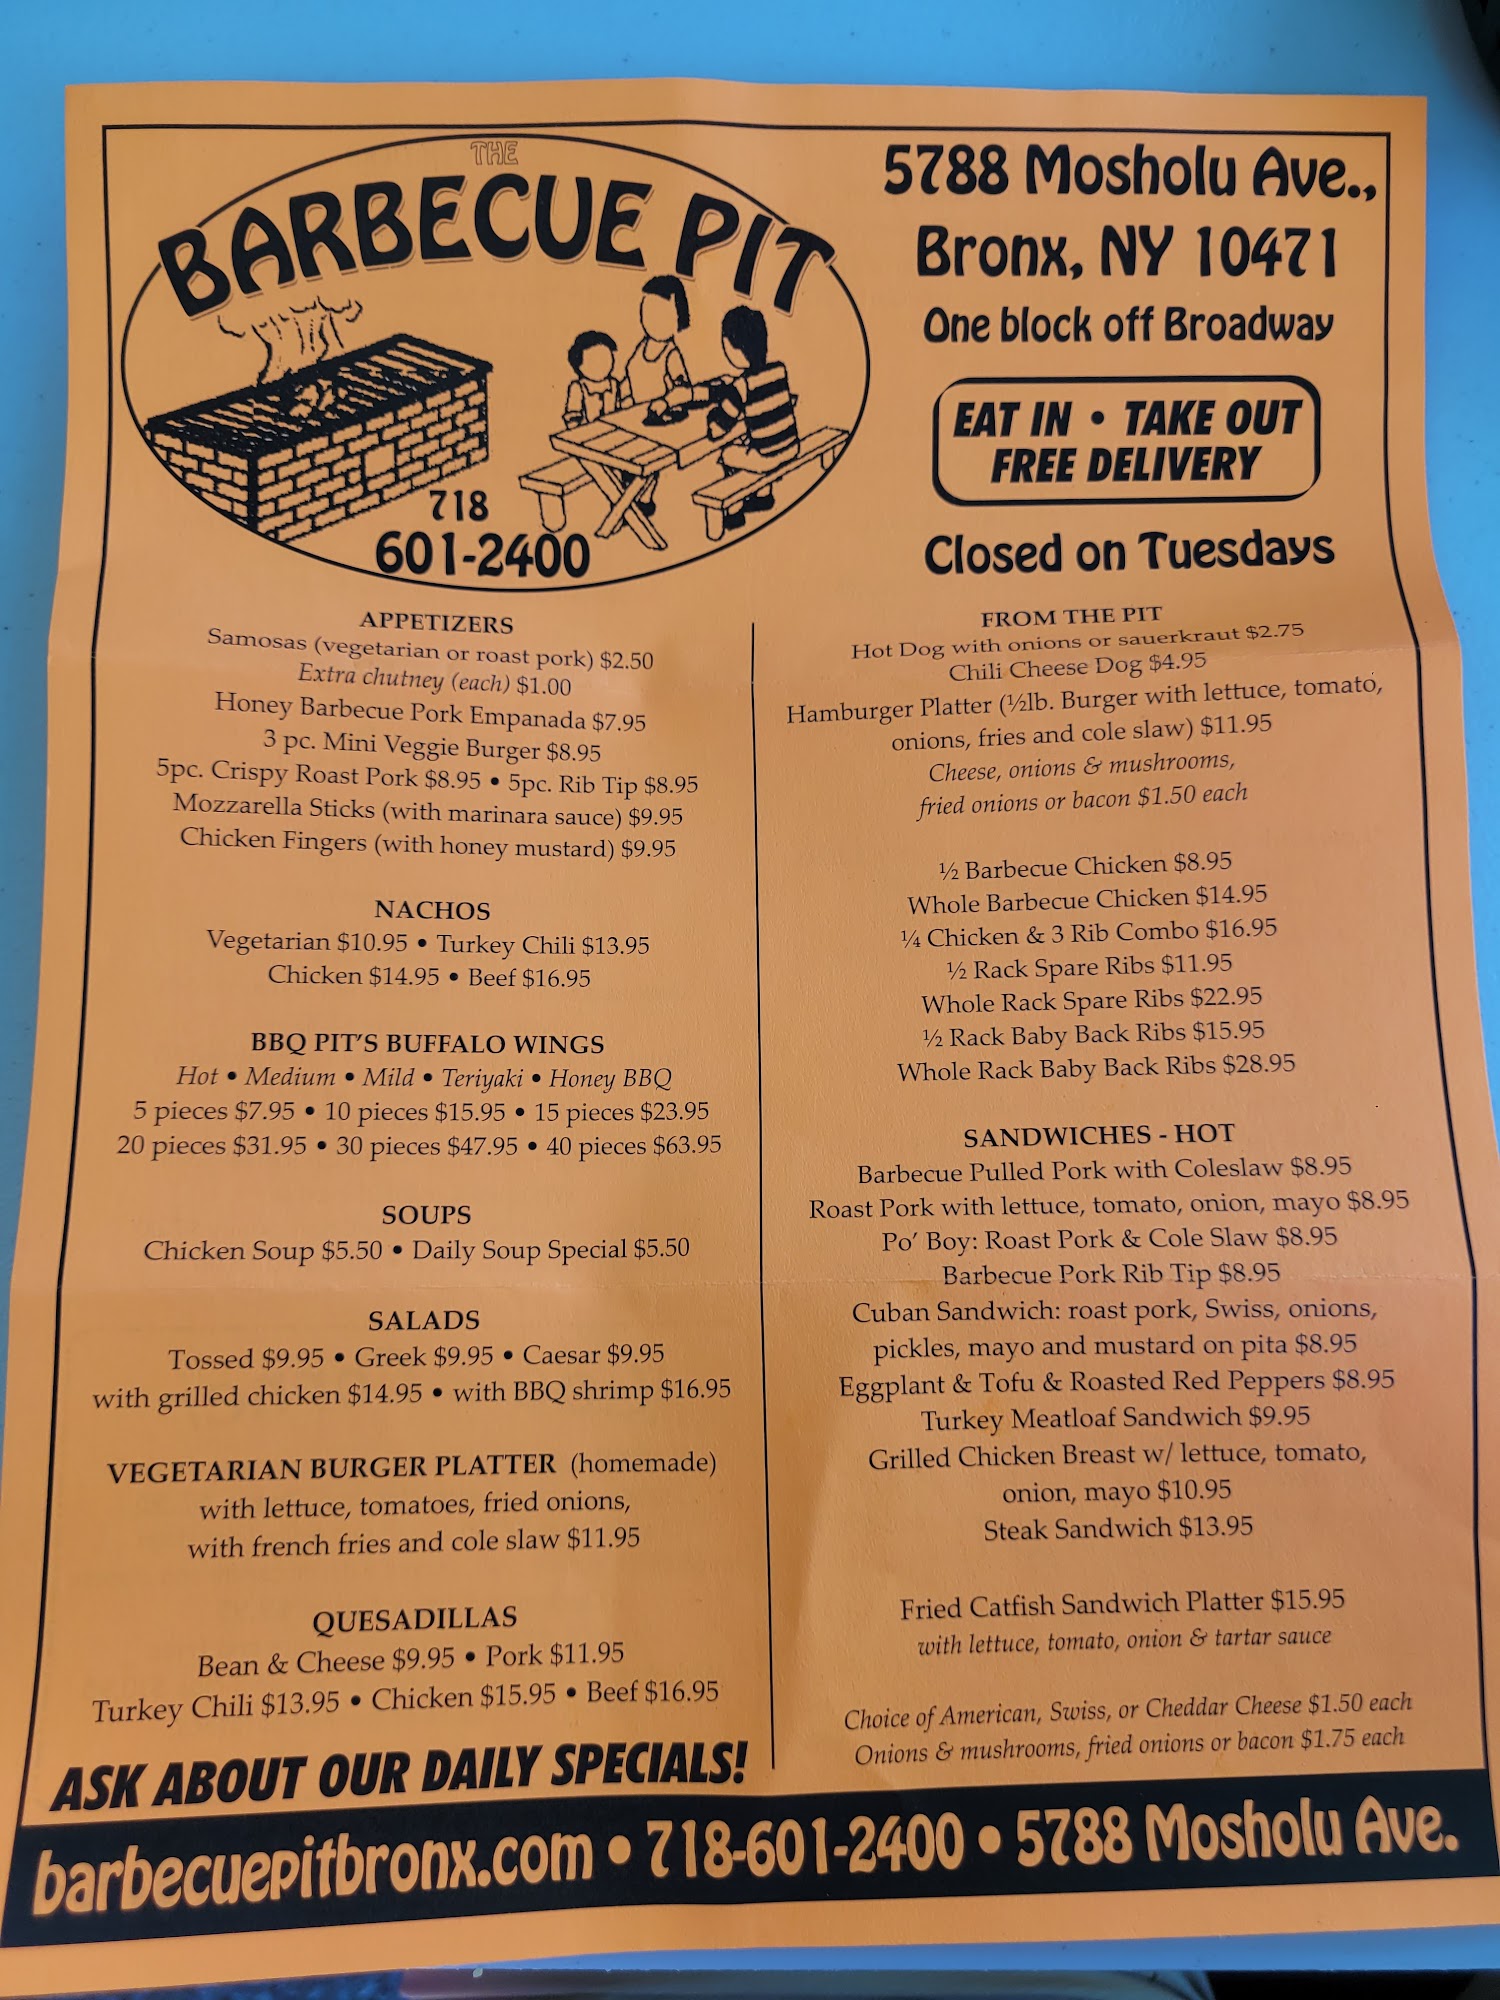 THE
BARBECUE PIT
718
601-2400
5788 Mosholu Ave.,
Bronx, NY 10471
One block off Broadway
EAT IN • TAKE OUT
FREE DELIVERY
Closed on Tuesdays
APPETIZERS
Samosas (vegetarian or roast pork) $2.50
Extra chutney (each) $1.00
Honey Barbecue Pork Empanada $7.95
3 pc. Mini Veggie Burger $8.95
5pc. Crispy Roast Pork $8.95 • 5pc. Rib Tip $8.95
Mozzarella Sticks (with marinara sauce) $9.95
Chicken Fingers (with honey mustard) $9.95
NACHOS
Vegetarian $10.95 • Turkey Chili $13.95
Chicken $14.95 • Beef $16.95
BBQ PIT'S BUFFALO WINGS
Hot • Medium • Mild • Teriyaki • Honey BBQ
5 pieces $7.95 • 10 pieces $15.95 • 15 pieces $23.95
20 pieces $31.95 • 30 pieces $47.95 • 40 pieces $63.95
SOUPS
Chicken Soup $5.50 • Daily Soup Special $5.50
SALADS
Tossed $9.95 • Greek $9.95 • Caesar $9.95
with grilled chicken $14.95 • with BBQ shrimp $16.95
VEGETARIAN BURGER PLATTER (homemade)
with lettuce, tomatoes, fried onions,
with french fries and cole slaw $11.95
QUESADILLAS
Bean & Cheese $9.95 • Pork $11.95
Turkey Chili $13.95 • Chicken $15.95 • Beef $16.95
ASK ABOUT OUR DAILY SPECIALS!
FROM THE PIT
Hot Dog with onions or sauerkraut $2.75
Chili Cheese Dog $4.95
Hamburger Platter (½lb. Burger with lettuce, tomato,
onions, fries and cole slaw) $11.95
Cheese, onions & mushrooms,
fried onions or bacon $1.50 each
½ Barbecue Chicken $8.95
Whole Barbecue Chicken $14.95
¼ Chicken & 3 Rib Combo $16.95
½ Rack Spare Ribs $11.95
Whole Rack Spare Ribs $22.95
½ Rack Baby Back Ribs $15.95
Whole Rack Baby Back Ribs $28.95
SANDWICHES - HOT
Barbecue Pulled Pork with Coleslaw $8.95
Roast Pork with lettuce, tomato, onion, mayo $8.95
Po' Boy: Roast Pork & Cole Slaw $8.95
Barbecue Pork Rib Tip $8.95
Cuban Sandwich: roast pork, Swiss, onions,
pickles, mayo and mustard on pita $8.95
Eggplant & Tofu & Roasted Red Peppers $8.95
Turkey Meatloaf Sandwich $9.95
Grilled Chicken Breast w/ lettuce, tomato,
onion, mayo $10.95
Steak Sandwich $13.95
Fried Catfish Sandwich Platter $15.95
with lettuce, tomato, onion & tartar sauce
Choice of American, Swiss, or Cheddar Cheese $1.50 each
Onions & mushrooms, fried onions or bacon $1.75 each
barbecuepitbronx.com • 718-601-2400 • 5788 Mosholu Ave.